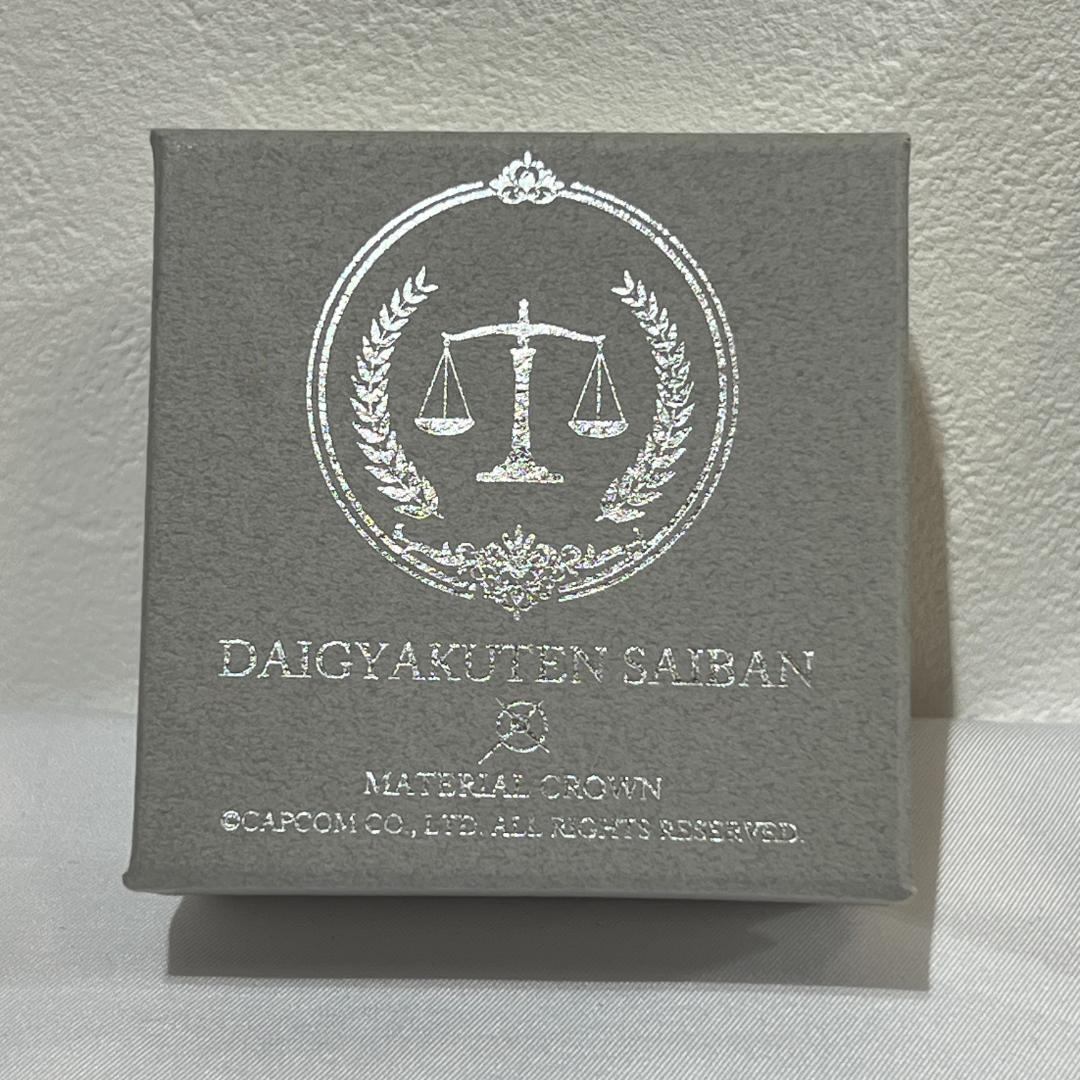 DAIGYAKUTEN SAIBAN
MATERIAL CROWN
©CAPCOM CO., LTD. ALL RIGHTS RESERVED.